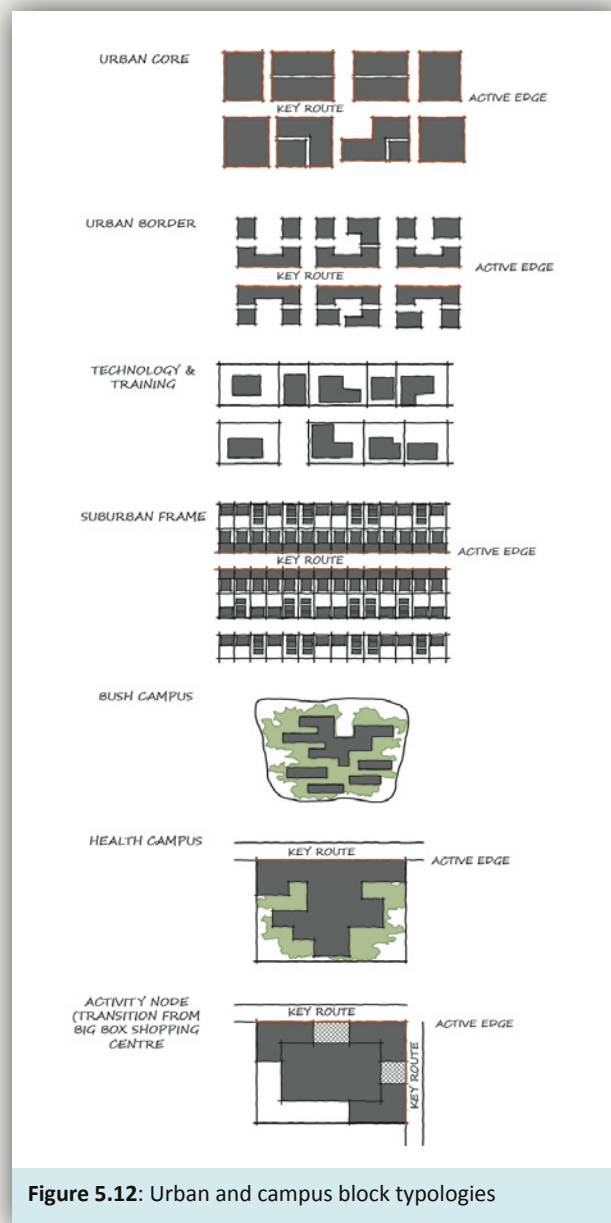 URBAN CORE
ACTIVE EDGE
KEY ROUTE
URBAN BORDER
ACTIVE EDGE
KEY ROUTE
TECHNOLOGY &
TRAINING
SUBURBAN FRAME
ACTIVE EDGE
KEY ROUTE
BUSH CAMPUS
HEALTH CAMPUS
KEY ROUTE
ACTIVE EDGE
ACTIVITY NODE
(TRANSITION FROM
BIG BOX SHOPPING
CENTRE
KEY ROUTE
ACTIVE EDGE
KEY ROUTE
Figure 5.12: Urban and campus block typologies